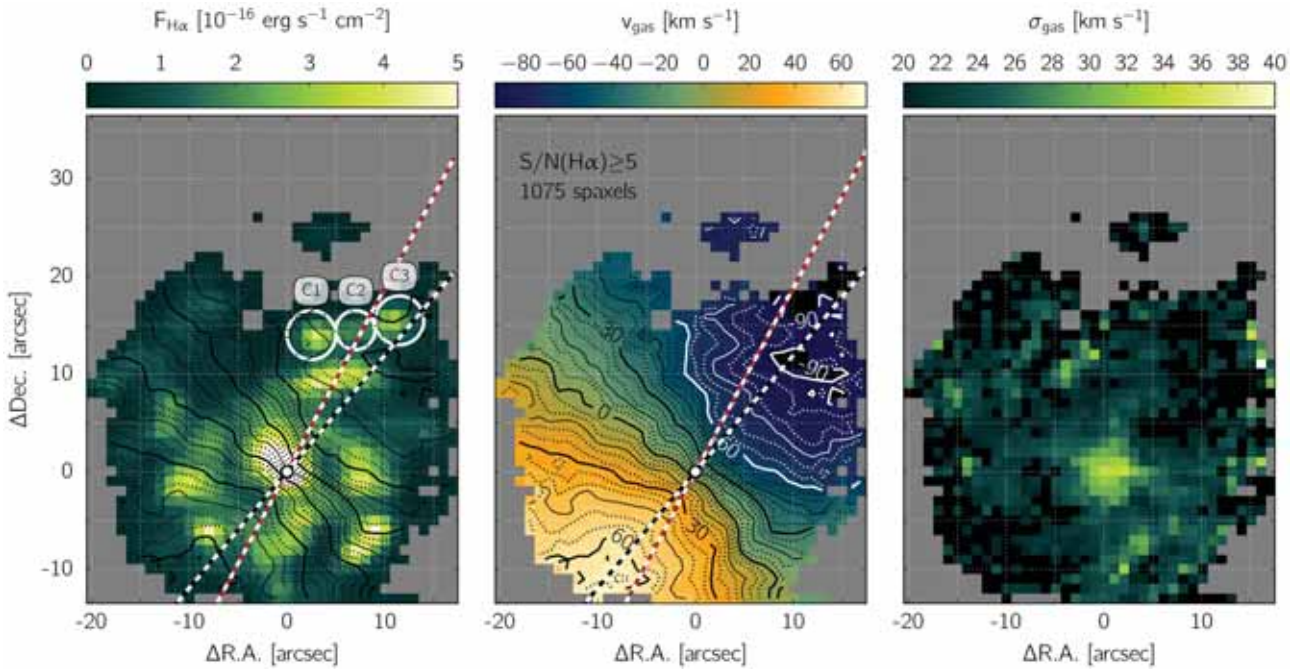 F_Hα [10⁻¹⁶ erg s⁻¹ cm⁻²]
0 1 2 3 4 5
v_gas [km s⁻¹]
−80 −60 −40 −20 0 20 40 60
σ_gas [km s⁻¹]
20 22 24 26 28 30 32 34 36 38 40
S/N(Hα)≥5
1075 spaxels
C1 C2 C3
30
20
10
0
-10
ΔDec. [arcsec]
-30
0
-90
-90
60
30
60
-20 -10 0 10
-20 -10 0 10
-20 -10 0 10
ΔR.A. [arcsec]
ΔR.A. [arcsec]
ΔR.A. [arcsec]